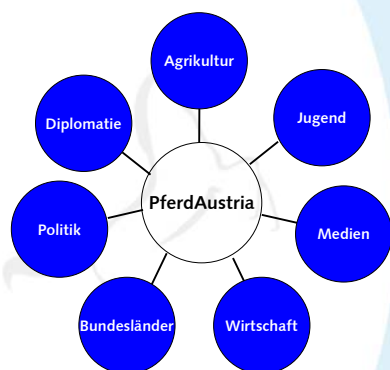 Agrikultur
Jugend
Diplomatie
PferdAustria
Politik
Medien
Bundesländer
Wirtschaft